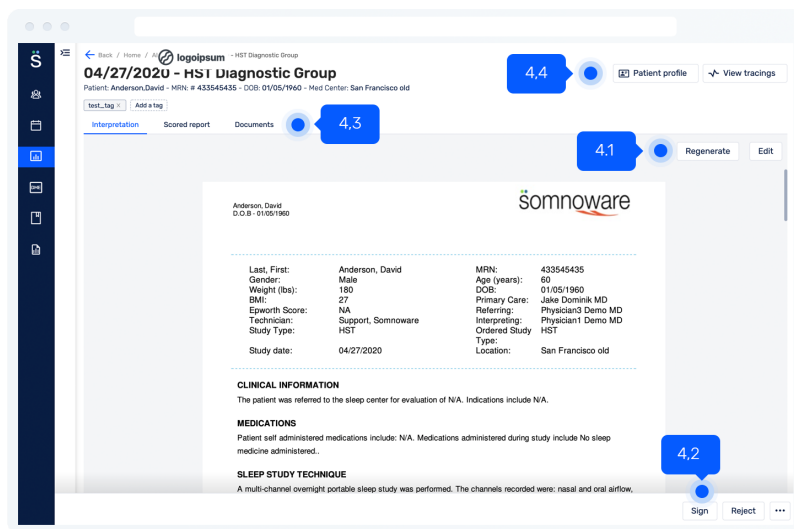 Back / Home / Al logoipsum - HST Diagnostic Group
04/27/2020 - HST Diagnostic Group
Patient: Anderson,David - MRN: # 433545435 - DOB: 01/05/1960 - Med Center: San Francisco old
4,4
Patient profile
View tracings
test_tag ×
Add a tag
Interpretation
Scored report
Documents
4,3
4.1
Regenerate
Edit
Anderson, David
D.O.B - 01/05/1960
somnoware
Last, First: Anderson, David MRN: 433545435
Gender: Male Age (years): 60
Weight (lbs): 180 DOB: 01/05/1960
BMI: 27 Primary Care: Jake Dominik MD
Epworth Score: NA Referring: Physician3 Demo MD
Technician: Support, Somnoware Interpreting: Physician1 Demo MD
Study Type: HST Ordered Study HST
Type:
Study date: 04/27/2020 Location: San Francisco old
CLINICAL INFORMATION
The patient was referred to the sleep center for evaluation of N/A. Indications include N/A.
MEDICATIONS
Patient self administered medications include: N/A. Medications administered during study include No sleep
medicine administered..
SLEEP STUDY TECHNIQUE
A multi-channel overnight portable sleep study was performed. The channels recorded were: nasal and oral airflow,
4,2
Sign
Reject